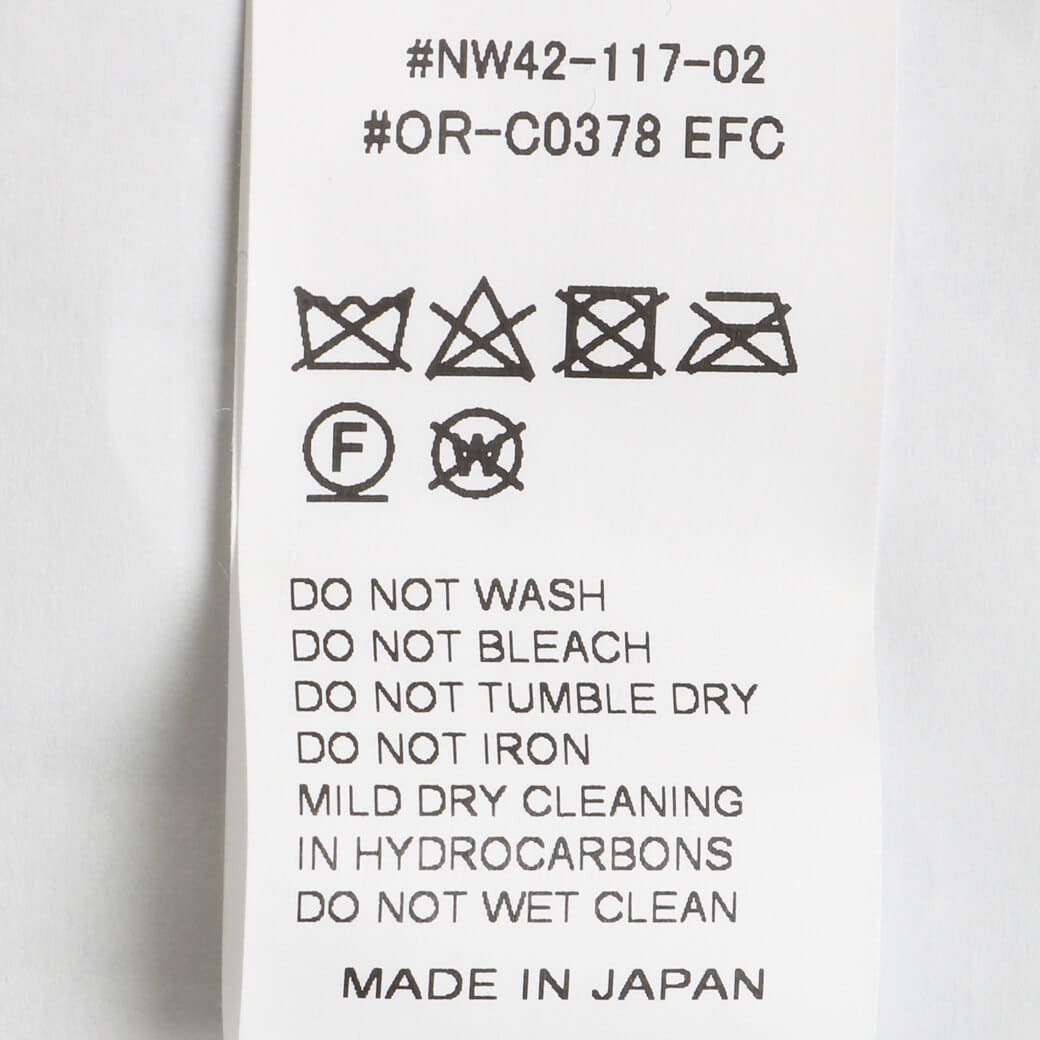 #NW42-117-02
#OR-C0378 EFC
F W
DO NOT WASH
DO NOT BLEACH
DO NOT TUMBLE DRY
DO NOT IRON
MILD DRY CLEANING
IN HYDROCARBONS
DO NOT WET CLEAN
MADE IN JAPAN